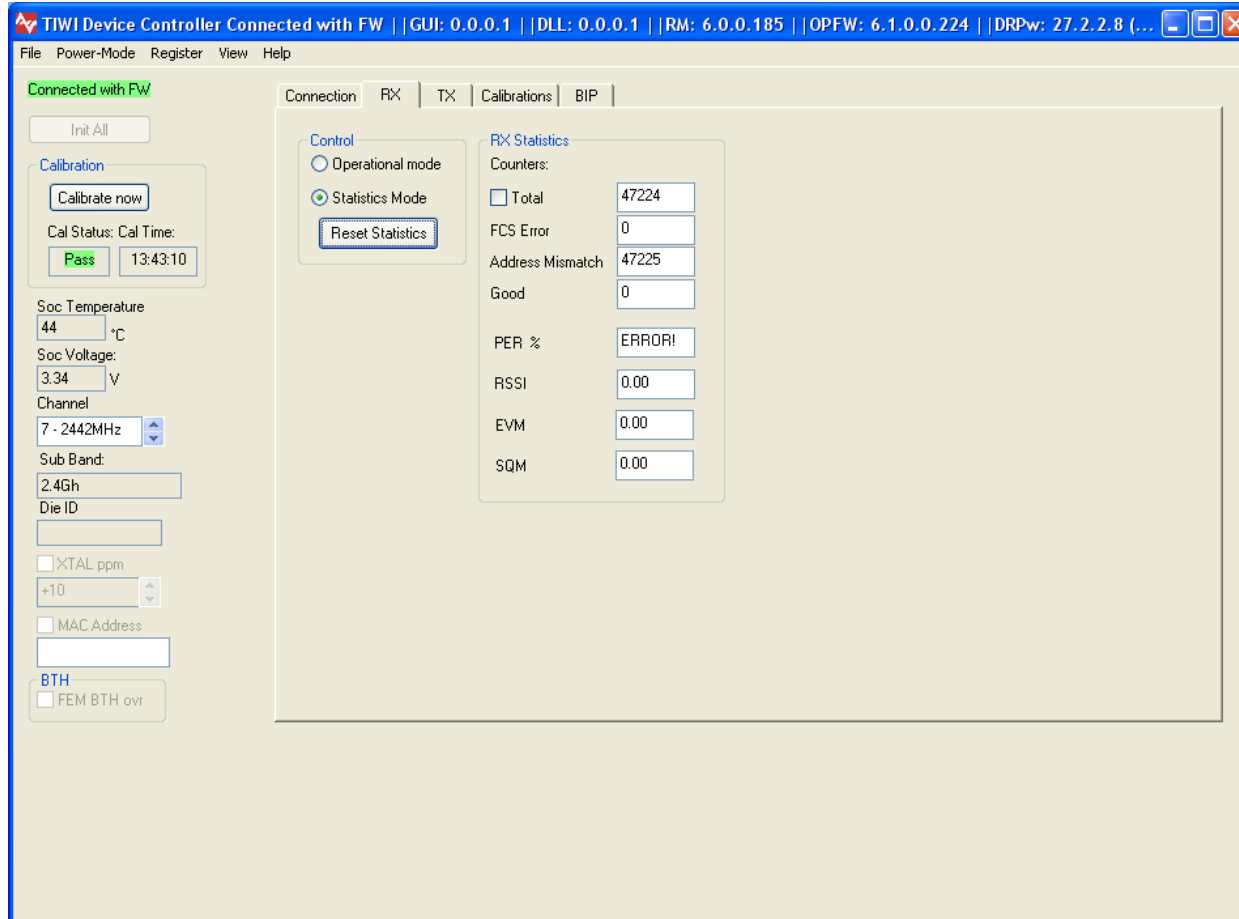 TIWI Device Controller Connected with FW ||GUI: 0.0.0.1 ||DLL: 0.0.0.1 ||RM: 6.0.0.185 ||OPFW: 6.1.0.0.224 ||DRPw: 27.2.2.8 (...
File Power-Mode Register View Help
Connected with FW
Init All
Calibration
Calibrate now
Cal Status: Cal Time:
Pass 13:43:10
Soc Temperature
44 °C
Soc Voltage:
3.34 V
Channel
7 - 2442MHz
Sub Band:
2.4Gh
Die ID
XTAL ppm
+10
MAC Address
BTH
FEM BTH ovr
Connection RX TX Calibrations BIP
Control
Operational mode
Statistics Mode
Reset Statistics
RX Statistics
Counters:
Total 47224
FCS Error 0
Address Mismatch 47225
Good 0
PER % ERROR!
RSSI 0.00
EVM 0.00
SQM 0.00